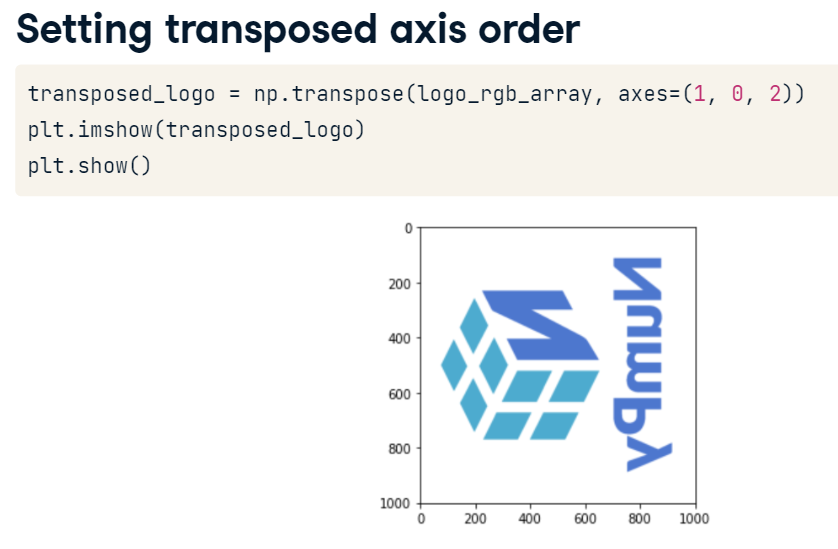 Setting transposed axis order
transposed_logo = np.transpose(logo_rgb_array, axes=(1, 0, 2))
plt.imshow(transposed_logo)
plt.show()
0
200
400
600
800
1000
0 200 400 600 800 1000
NumPy